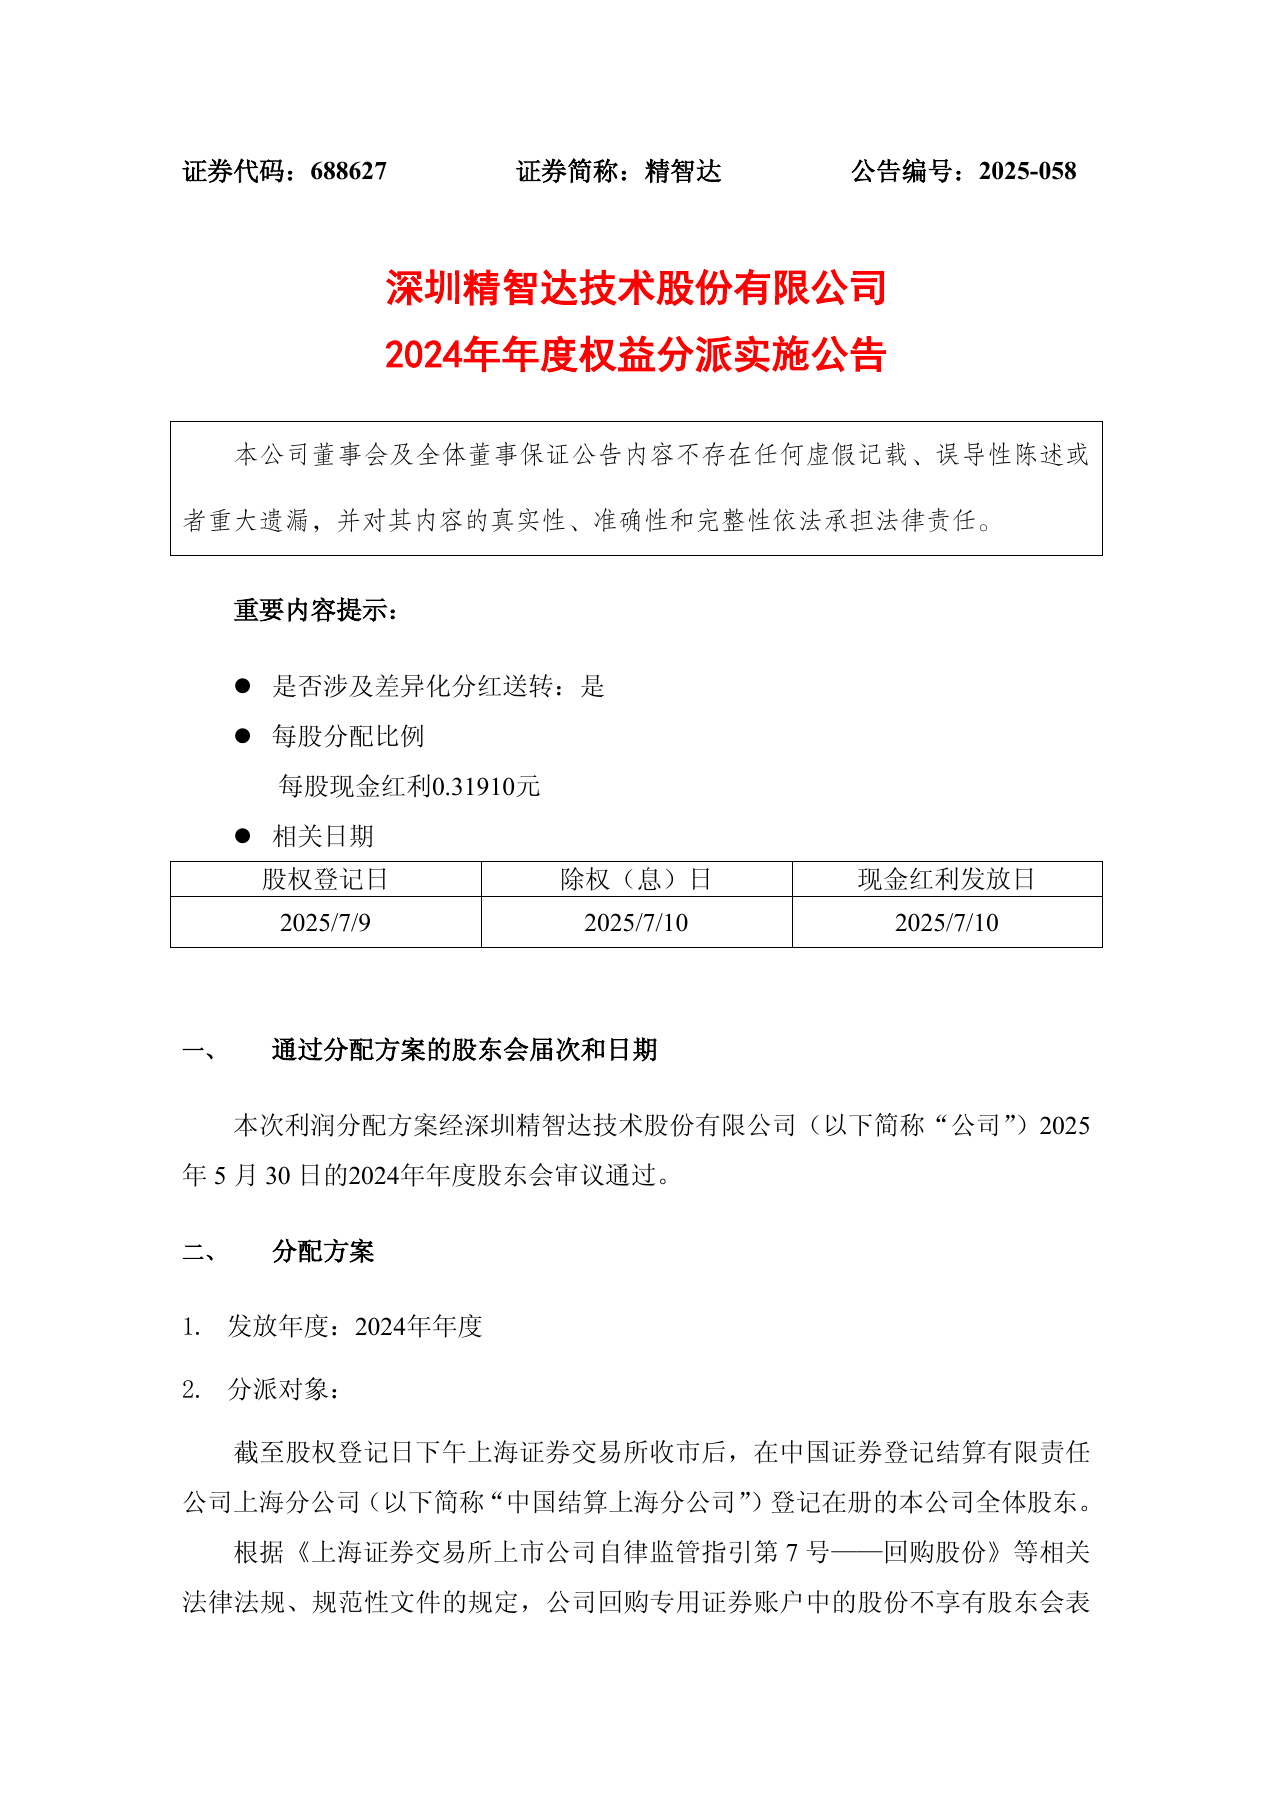 证券代码：688627 证券简称：精智达 公告编号：2025-058
深圳精智达技术股份有限公司
2024年年度权益分派实施公告
本公司董事会及全体董事保证公告内容不存在任何虚假记载、误导性陈述或
者重大遗漏，并对其内容的真实性、准确性和完整性依法承担法律责任。
重要内容提示：
● 是否涉及差异化分红送转：是
● 每股分配比例
每股现金红利0.31910元
● 相关日期
股权登记日 除权（息）日 现金红利发放日
2025/7/9 2025/7/10 2025/7/10
一、 通过分配方案的股东会届次和日期
本次利润分配方案经深圳精智达技术股份有限公司（以下简称“公司”）2025
年 5 月 30 日的2024年年度股东会审议通过。
二、 分配方案
1. 发放年度：2024年年度
2. 分派对象：
截至股权登记日下午上海证券交易所收市后，在中国证券登记结算有限责任
公司上海分公司（以下简称“中国结算上海分公司”）登记在册的本公司全体股东。
根据《上海证券交易所上市公司自律监管指引第 7 号——回购股份》等相关
法律法规、规范性文件的规定，公司回购专用证券账户中的股份不享有股东会表